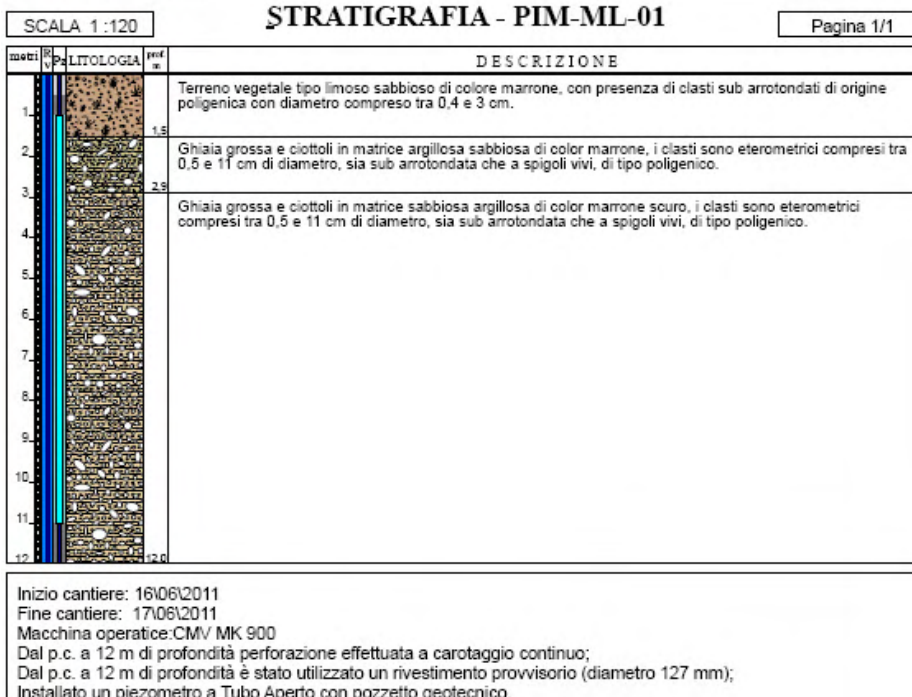 SCALA 1:120
STRATIGRAFIA - PIM-ML-01
Pagina 1/1
metri R v Pz LITOLOGIA prof. m DESCRIZIONE
Terreno vegetale tipo limoso sabbioso di colore marrone, con presenza di clasti sub arrotondati di origine
poligenica con diametro compreso tra 0,4 e 3 cm.
1
1,5
Ghiaia grossa e ciottoli in matrice argillosa sabbiosa di color marrone, i clasti sono eterometrici compresi tra
0,5 e 11 cm di diametro, sia sub arrotondata che a spigoli vivi, di tipo poligenico.
2
2,9
3
Ghiaia grossa e ciottoli in matrice sabbiosa argillosa di color marrone scuro, i clasti sono eterometrici
compresi tra 0,5 e 11 cm di diametro, sia sub arrotondata che a spigoli vivi, di tipo poligenico.
4
5
6
7
8
9
10
11
12
12,0
Inizio cantiere: 16\06\2011
Fine cantiere: 17\06\2011
Macchina operatice:CMV MK 900
Dal p.c. a 12 m di profondità perforazione effettuata a carotaggio continuo;
Dal p.c. a 12 m di profondità è stato utilizzato un rivestimento provvisorio (diametro 127 mm);
Installato un piezometro a Tubo Aperto con pozzetto geotecnico